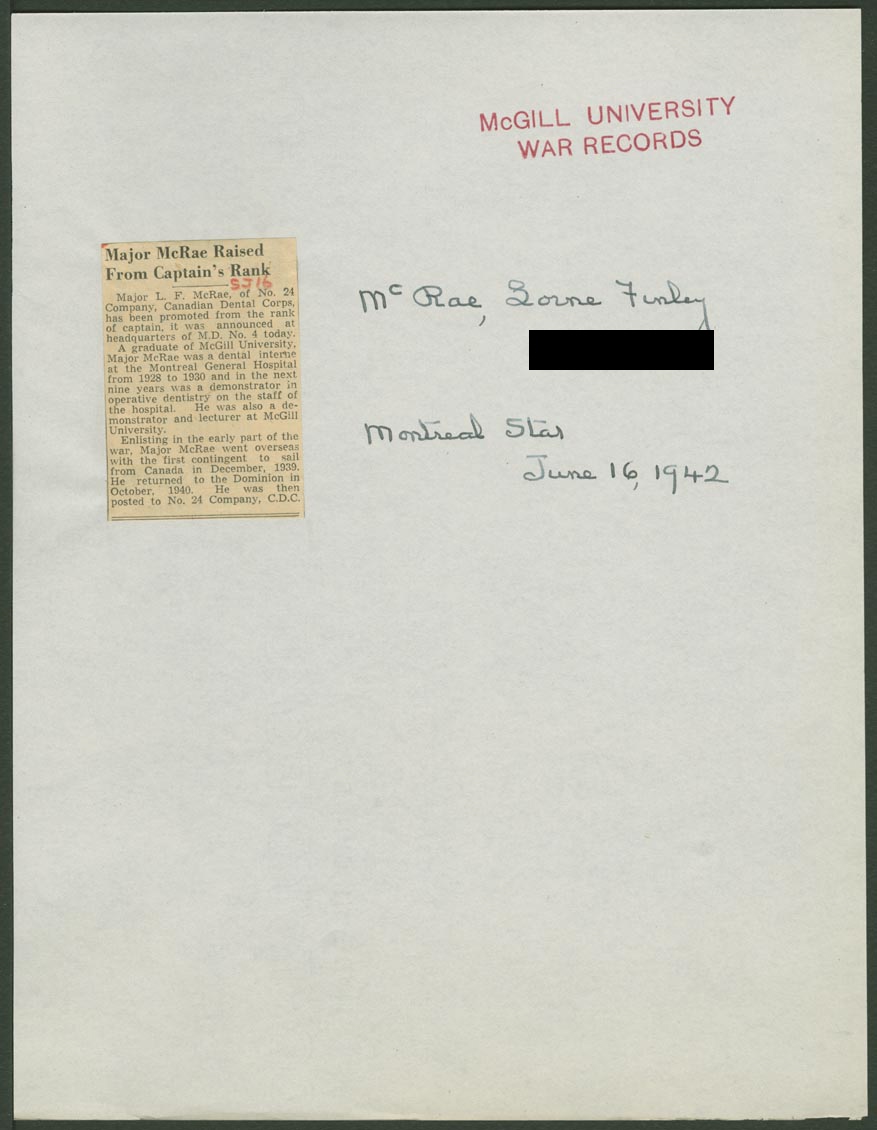 McGILL UNIVERSITY
WAR RECORDS
Major McRae Raised
From Captain's Rank
SJ16
Major L. F. McRae, of No. 24
Company, Canadian Dental Corps,
has been promoted from the rank
of captain, it was announced at
headquarters of M.D. No. 4 today.
A graduate of McGill University,
Major McRae was a dental interne
at the Montreal General Hospital
from 1928 to 1930 and in the next
nine years was a demonstrator in
operative dentistry on the staff of
the hospital. He was also a de-
monstrator and lecturer at McGill
University.
Enlisting in the early part of the
war, Major McRae went overseas
with the first contingent to sail
from Canada in December, 1939.
He returned to the Dominion in
October, 1940. He was then
posted to No. 24 Company, C.D.C.
McRae, Lorne Finley
Montreal Star
June 16, 1942